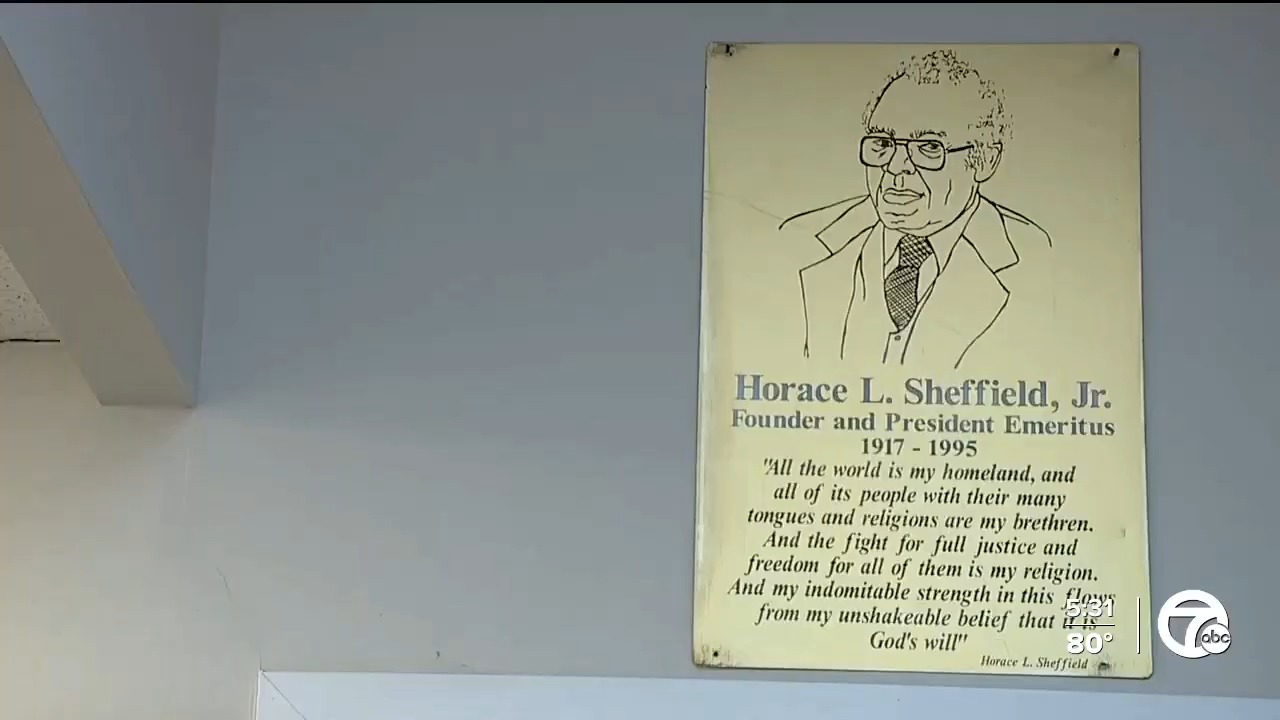 Horace L. Sheffield, Jr.
Founder and President Emeritus
1917 - 1995
"All the world is my homeland, and
all of its people with their many
tongues and religions are my brethren.
And the fight for full justice and
freedom for all of them is my religion.
And my indomitable strength in this flows
from my unshakeable belief that it is
God's will"
Horace L. Sheffield
5:31
80°
7 abc